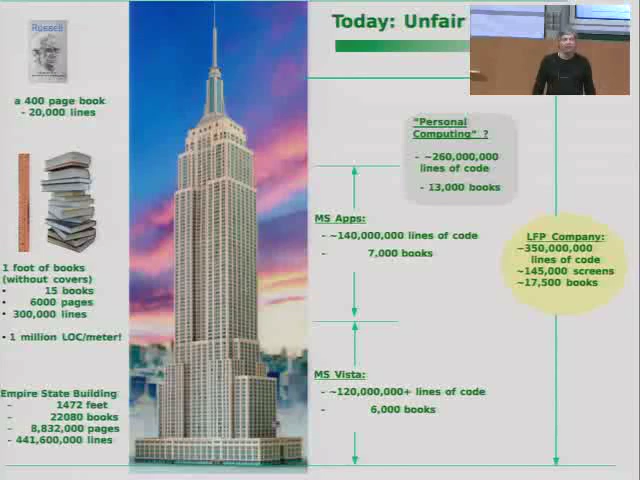 Today: Unfair
Russell
a 400 page book
- 20,000 lines
1 foot of books
(without covers)
• 15 books
• 6000 pages
• 300,000 lines
• 1 million LOC/meter!
Empire State Building
- 1472 feet
- 22080 books
- 8,832,000 pages
- 441,600,000 lines
"Personal
Computing" ?
- ~260,000,000
lines of code
- 13,000 books
MS Apps:
- ~140,000,000 lines of code
- 7,000 books
MS Vista:
- ~120,000,000+ lines of code
- 6,000 books
LFP Company:
~350,000,000
lines of code
~145,000 screens
~17,500 books